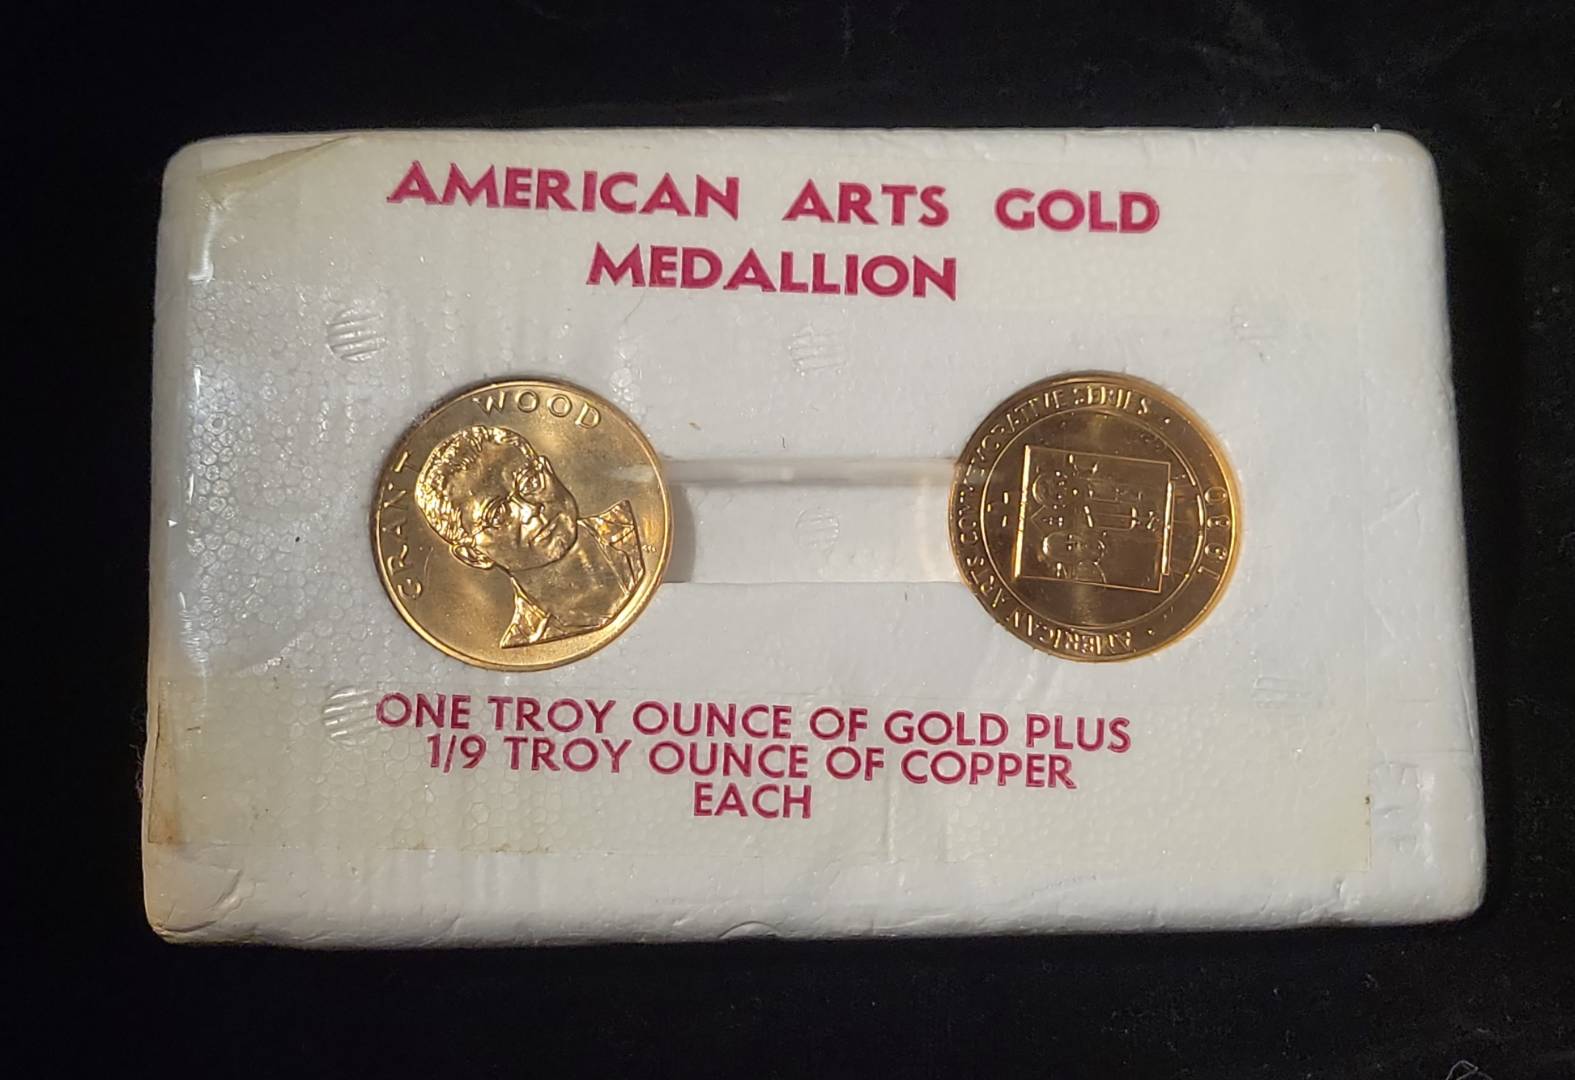 AMERICAN ARTS GOLD
MEDALLION
GRANT WOOD
AMERICAN ARTS COMMEMORATIVE SERIES
1980
ONE TROY OUNCE OF GOLD PLUS
1/9 TROY OUNCE OF COPPER
EACH